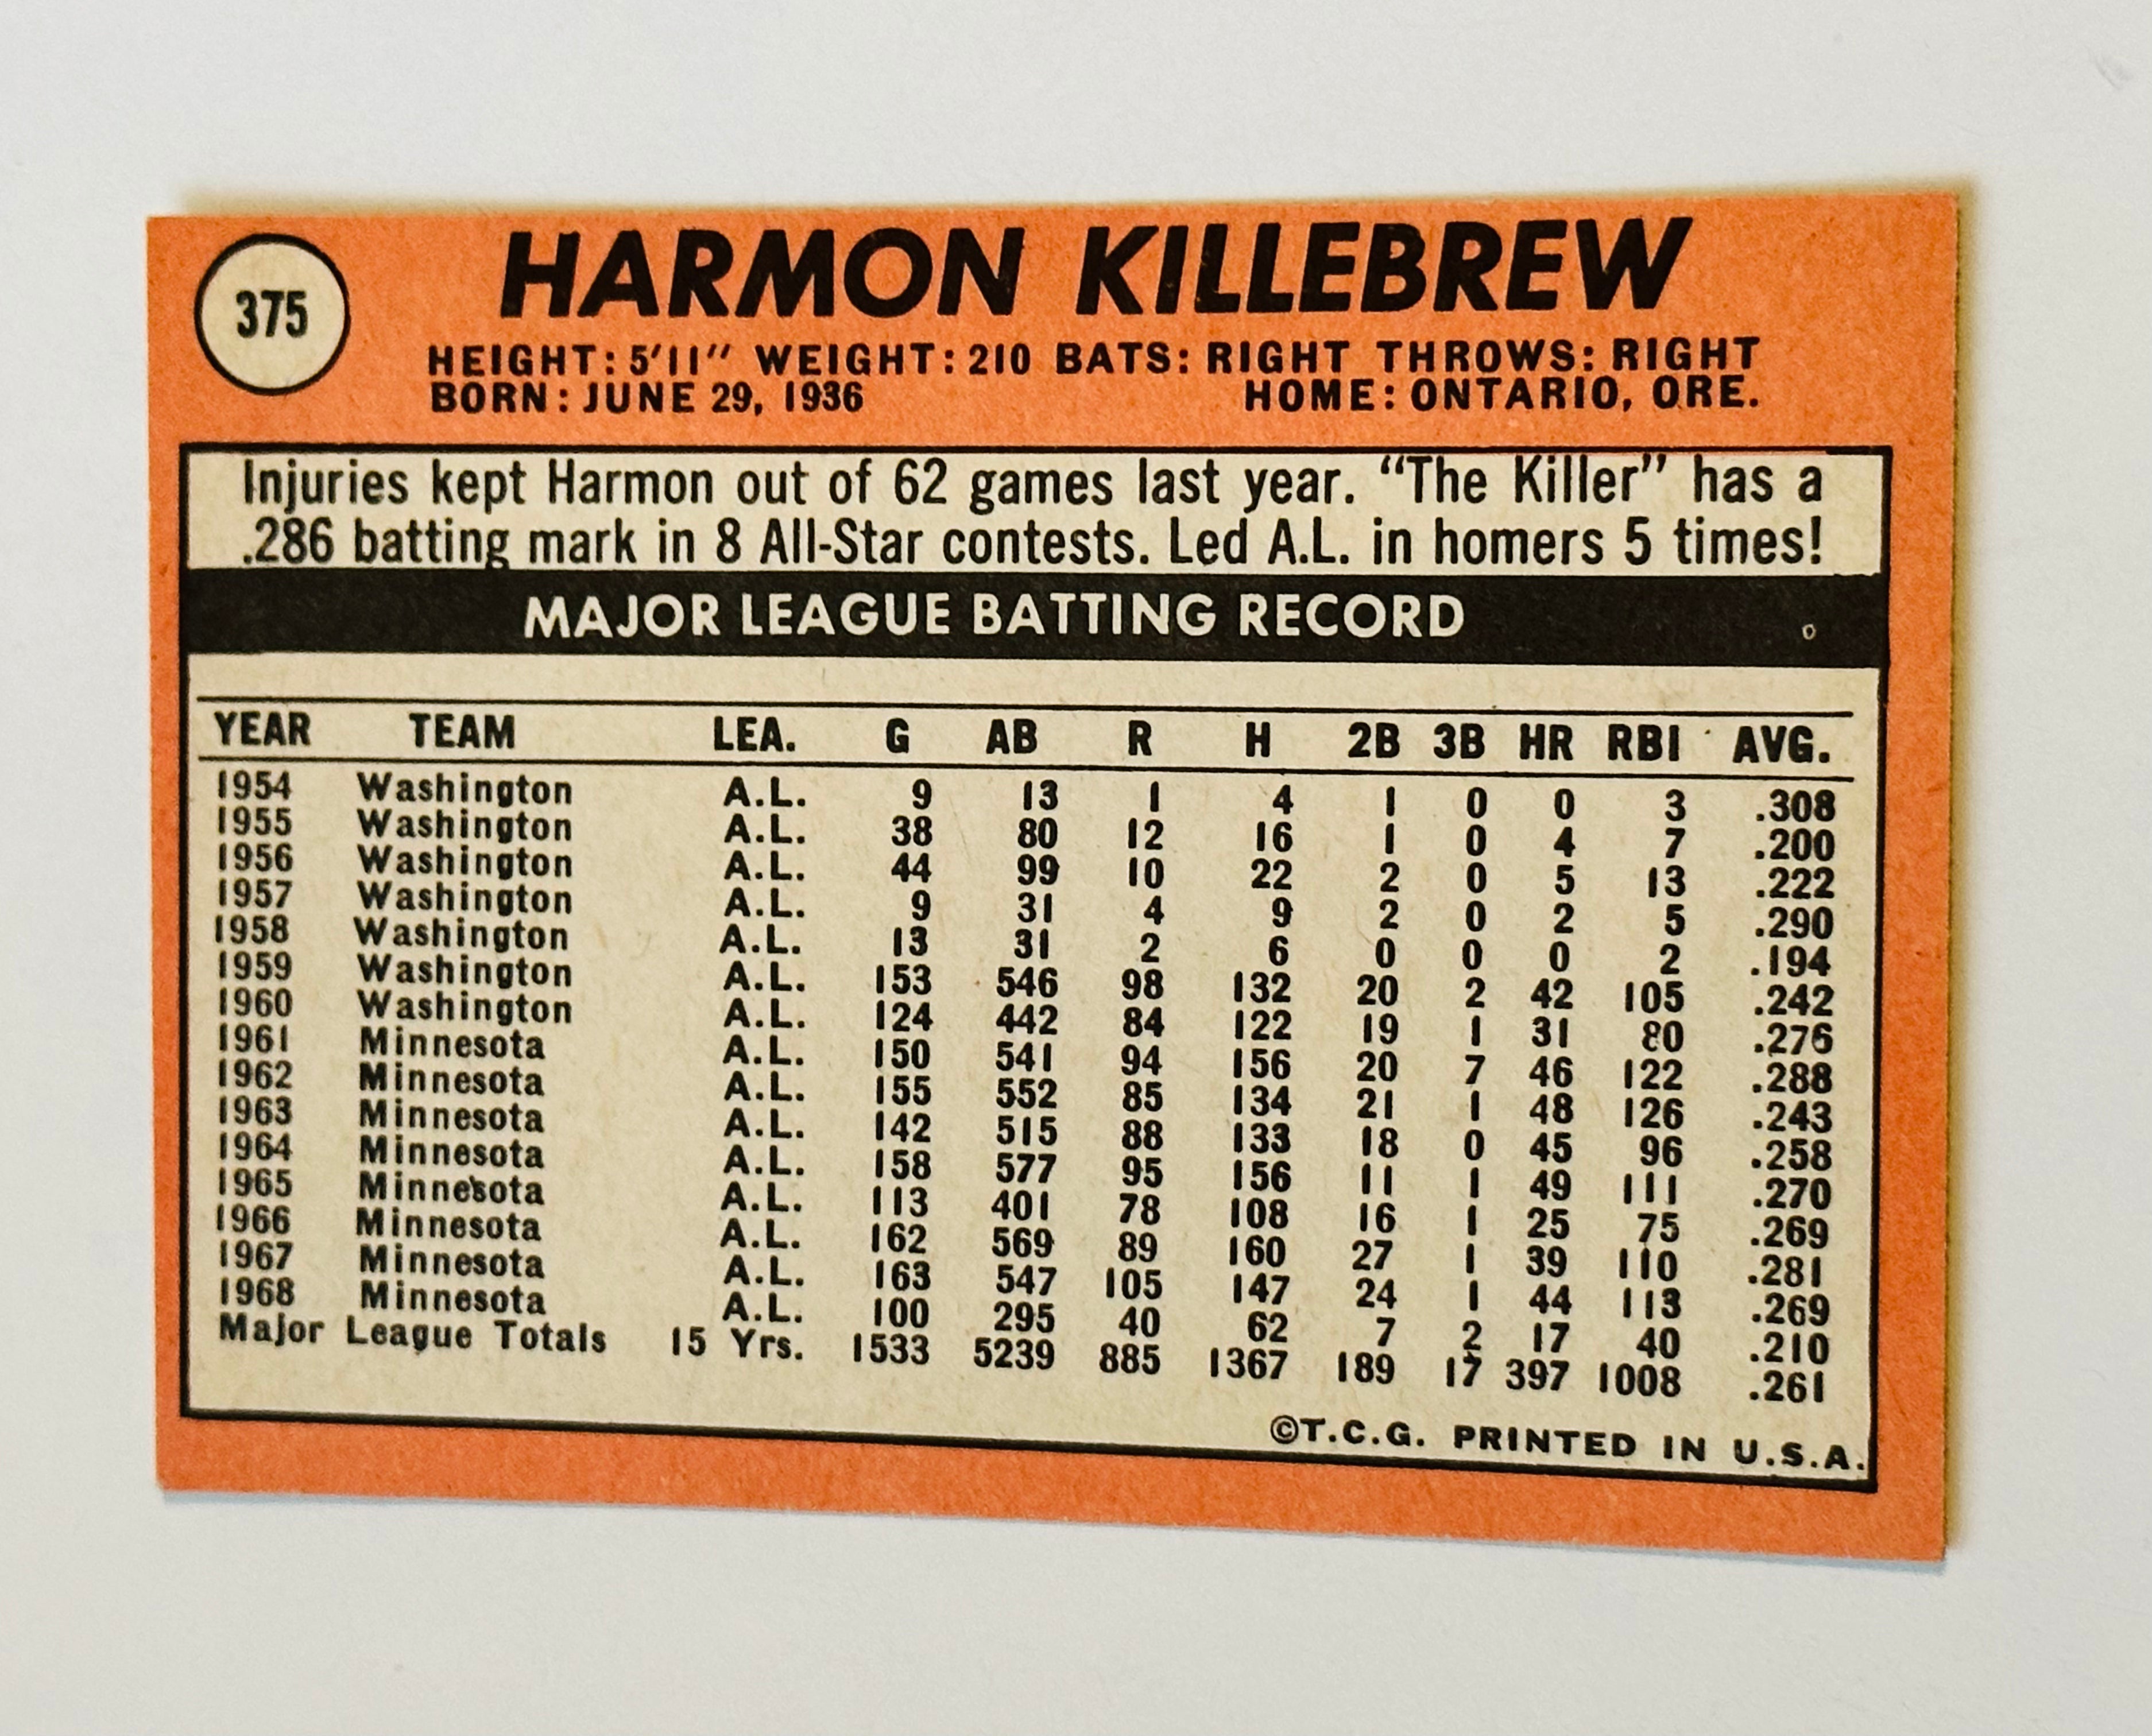 375
HARMON KILLEBREW
HEIGHT: 5'11" WEIGHT: 210 BATS: RIGHT THROWS: RIGHT
BORN: JUNE 29, 1936 HOME: ONTARIO, ORE.
Injuries kept Harmon out of 62 games last year. “The Killer” has a
.286 batting mark in 8 All-Star contests. Led A.L. in homers 5 times!
MAJOR LEAGUE BATTING RECORD
YEAR TEAM LEA. G AB R H 2B 3B HR RBI AVG.
1954 Washington A.L. 9 13 1 4 1 0 0 3 .308
1955 Washington A.L. 38 80 12 16 1 0 4 7 .200
1956 Washington A.L. 44 99 10 22 2 0 5 13 .222
1957 Washington A.L. 9 31 4 9 2 0 2 5 .290
1958 Washington A.L. 13 31 2 6 0 0 0 2 .194
1959 Washington A.L. 153 546 98 132 20 2 42 105 .242
1960 Washington A.L. 124 442 84 122 19 1 31 80 .276
1961 Minnesota A.L. 150 541 94 156 20 7 46 122 .288
1962 Minnesota A.L. 155 552 85 134 21 1 48 126 .243
1963 Minnesota A.L. 142 515 88 133 18 0 45 96 .258
1964 Minnesota A.L. 158 577 95 156 11 1 49 111 .270
1965 Minnesota A.L. 113 401 78 108 16 1 25 75 .269
1966 Minnesota A.L. 162 569 89 160 27 1 39 110 .281
1967 Minnesota A.L. 163 547 105 147 24 1 44 113 .269
1968 Minnesota A.L. 100 295 40 62 7 2 17 40 .210
Major League Totals 15 Yrs. 1533 5239 885 1367 189 17 397 1008 .261
©T.C.G. PRINTED IN U.S.A.